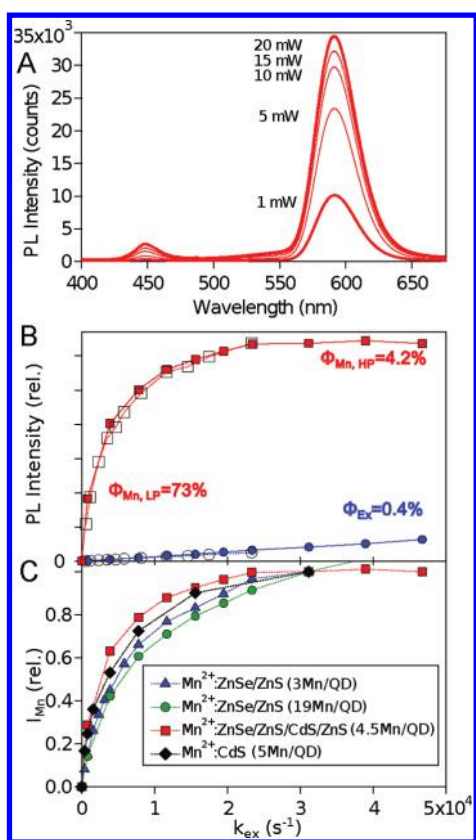 A
PL Intensity (counts)
35x10³
30
25
20
15
10
5
0
20 mW
15 mW
10 mW
5 mW
1 mW
400
450
500
550
600
650
Wavelength (nm)
B
PL Intensity (rel.)
0
Φ_Mn, HP=4.2%
Φ_Mn, LP=73%
Φ_Ex=0.4%
C
I_Mn (rel.)
0.8
0.6
0.4
0.2
0.0
Mn²⁺:ZnSe/ZnS (3Mn/QD)
Mn²⁺:ZnSe/ZnS (19Mn/QD)
Mn²⁺:ZnSe/ZnS/CdS/ZnS (4.5Mn/QD)
Mn²⁺:CdS (5Mn/QD)
0
1
2
3
4
5x10⁴
k_ex (s⁻¹)